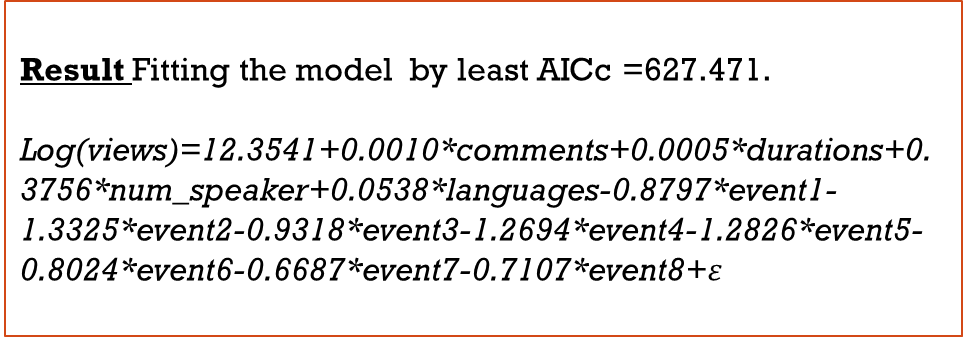 Result Fitting the model by least AICc =627.471.
Log(views)=12.3541+0.0010*comments+0.0005*durations+0.
3756*num_speaker+0.0538*languages-0.8797*event1-
1.3325*event2-0.9318*event3-1.2694*event4-1.2826*event5-
0.8024*event6-0.6687*event7-0.7107*event8+ε